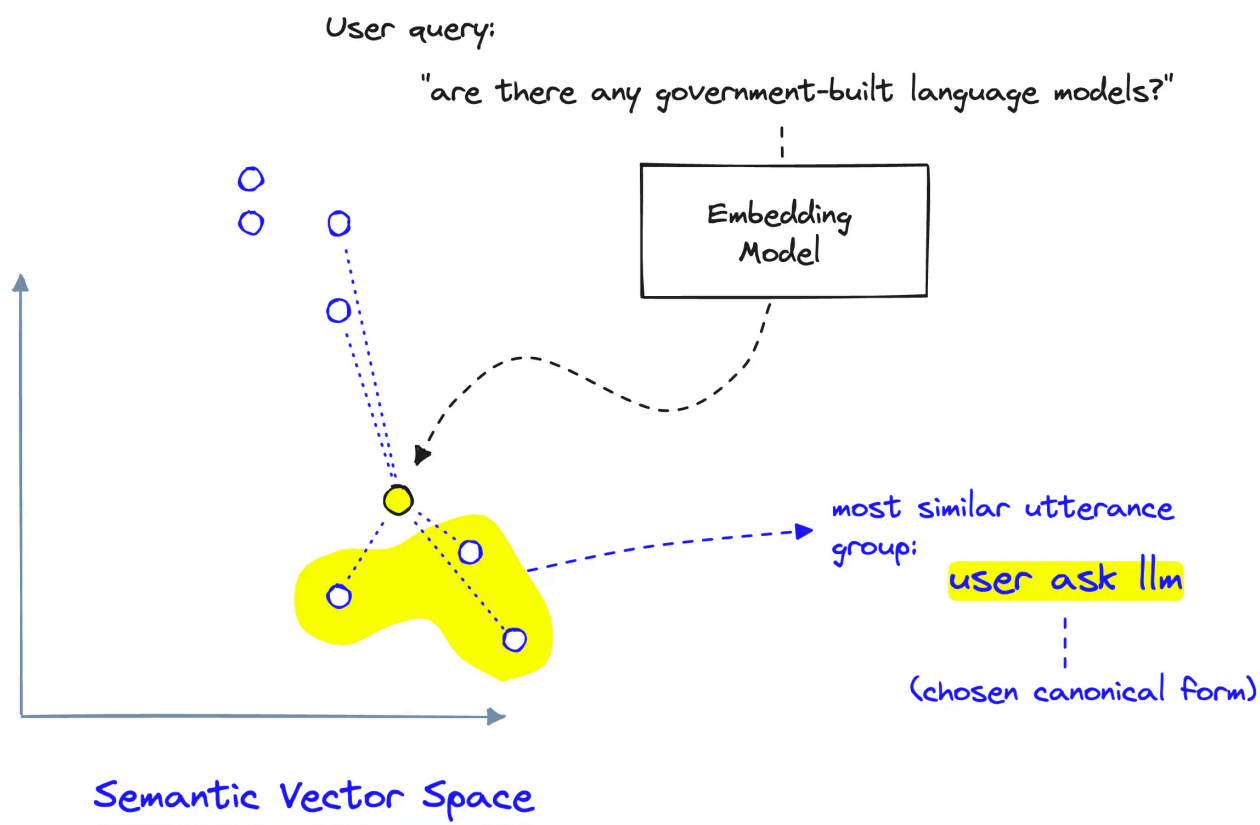 User query:
"are there any government-built language models?"
Embedding
Model
most similar utterance
group:
user ask llm
(chosen canonical form)
Semantic Vector Space